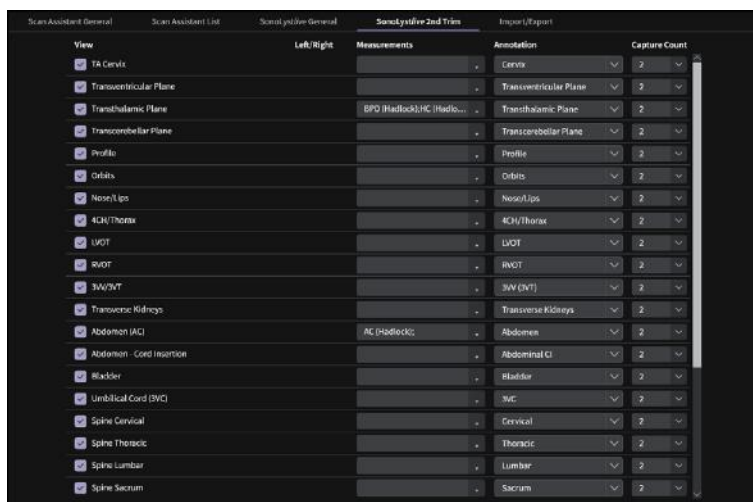 Scan Assistant General Scan Assistant List SonoLystlive General SonoLystlive 2nd Trim Import/Export
View Left/Right Measurements Annotation Capture Count
TA Cervix Cervix 2
Transventricular Plane Transventricular Plane 2
Transthalamic Plane BPD (Hadlock);HC (Hadlo... Transthalamic Plane 2
Transcerebellar Plane Transcerebellar Plane 2
Profile Profile 2
Orbits Orbits 2
Nose/Lips Nose/Lips 2
4CH/Thorax 4CH/Thorax 2
LVOT LVOT 2
RVOT RVOT 2
3VV/3VT 3VV (3VT) 2
Transverse Kidneys Transverse Kidneys 2
Abdomen (AC) AC (Hadlock); Abdomen 2
Abdomen - Cord Insertion Abdominal CI 2
Bladder Bladder 2
Umbilical Cord (3VC) 3VC 2
Spine Cervical Cervical 2
Spine Thoracic Thoracic 2
Spine Lumbar Lumbar 2
Spine Sacrum Sacrum 2